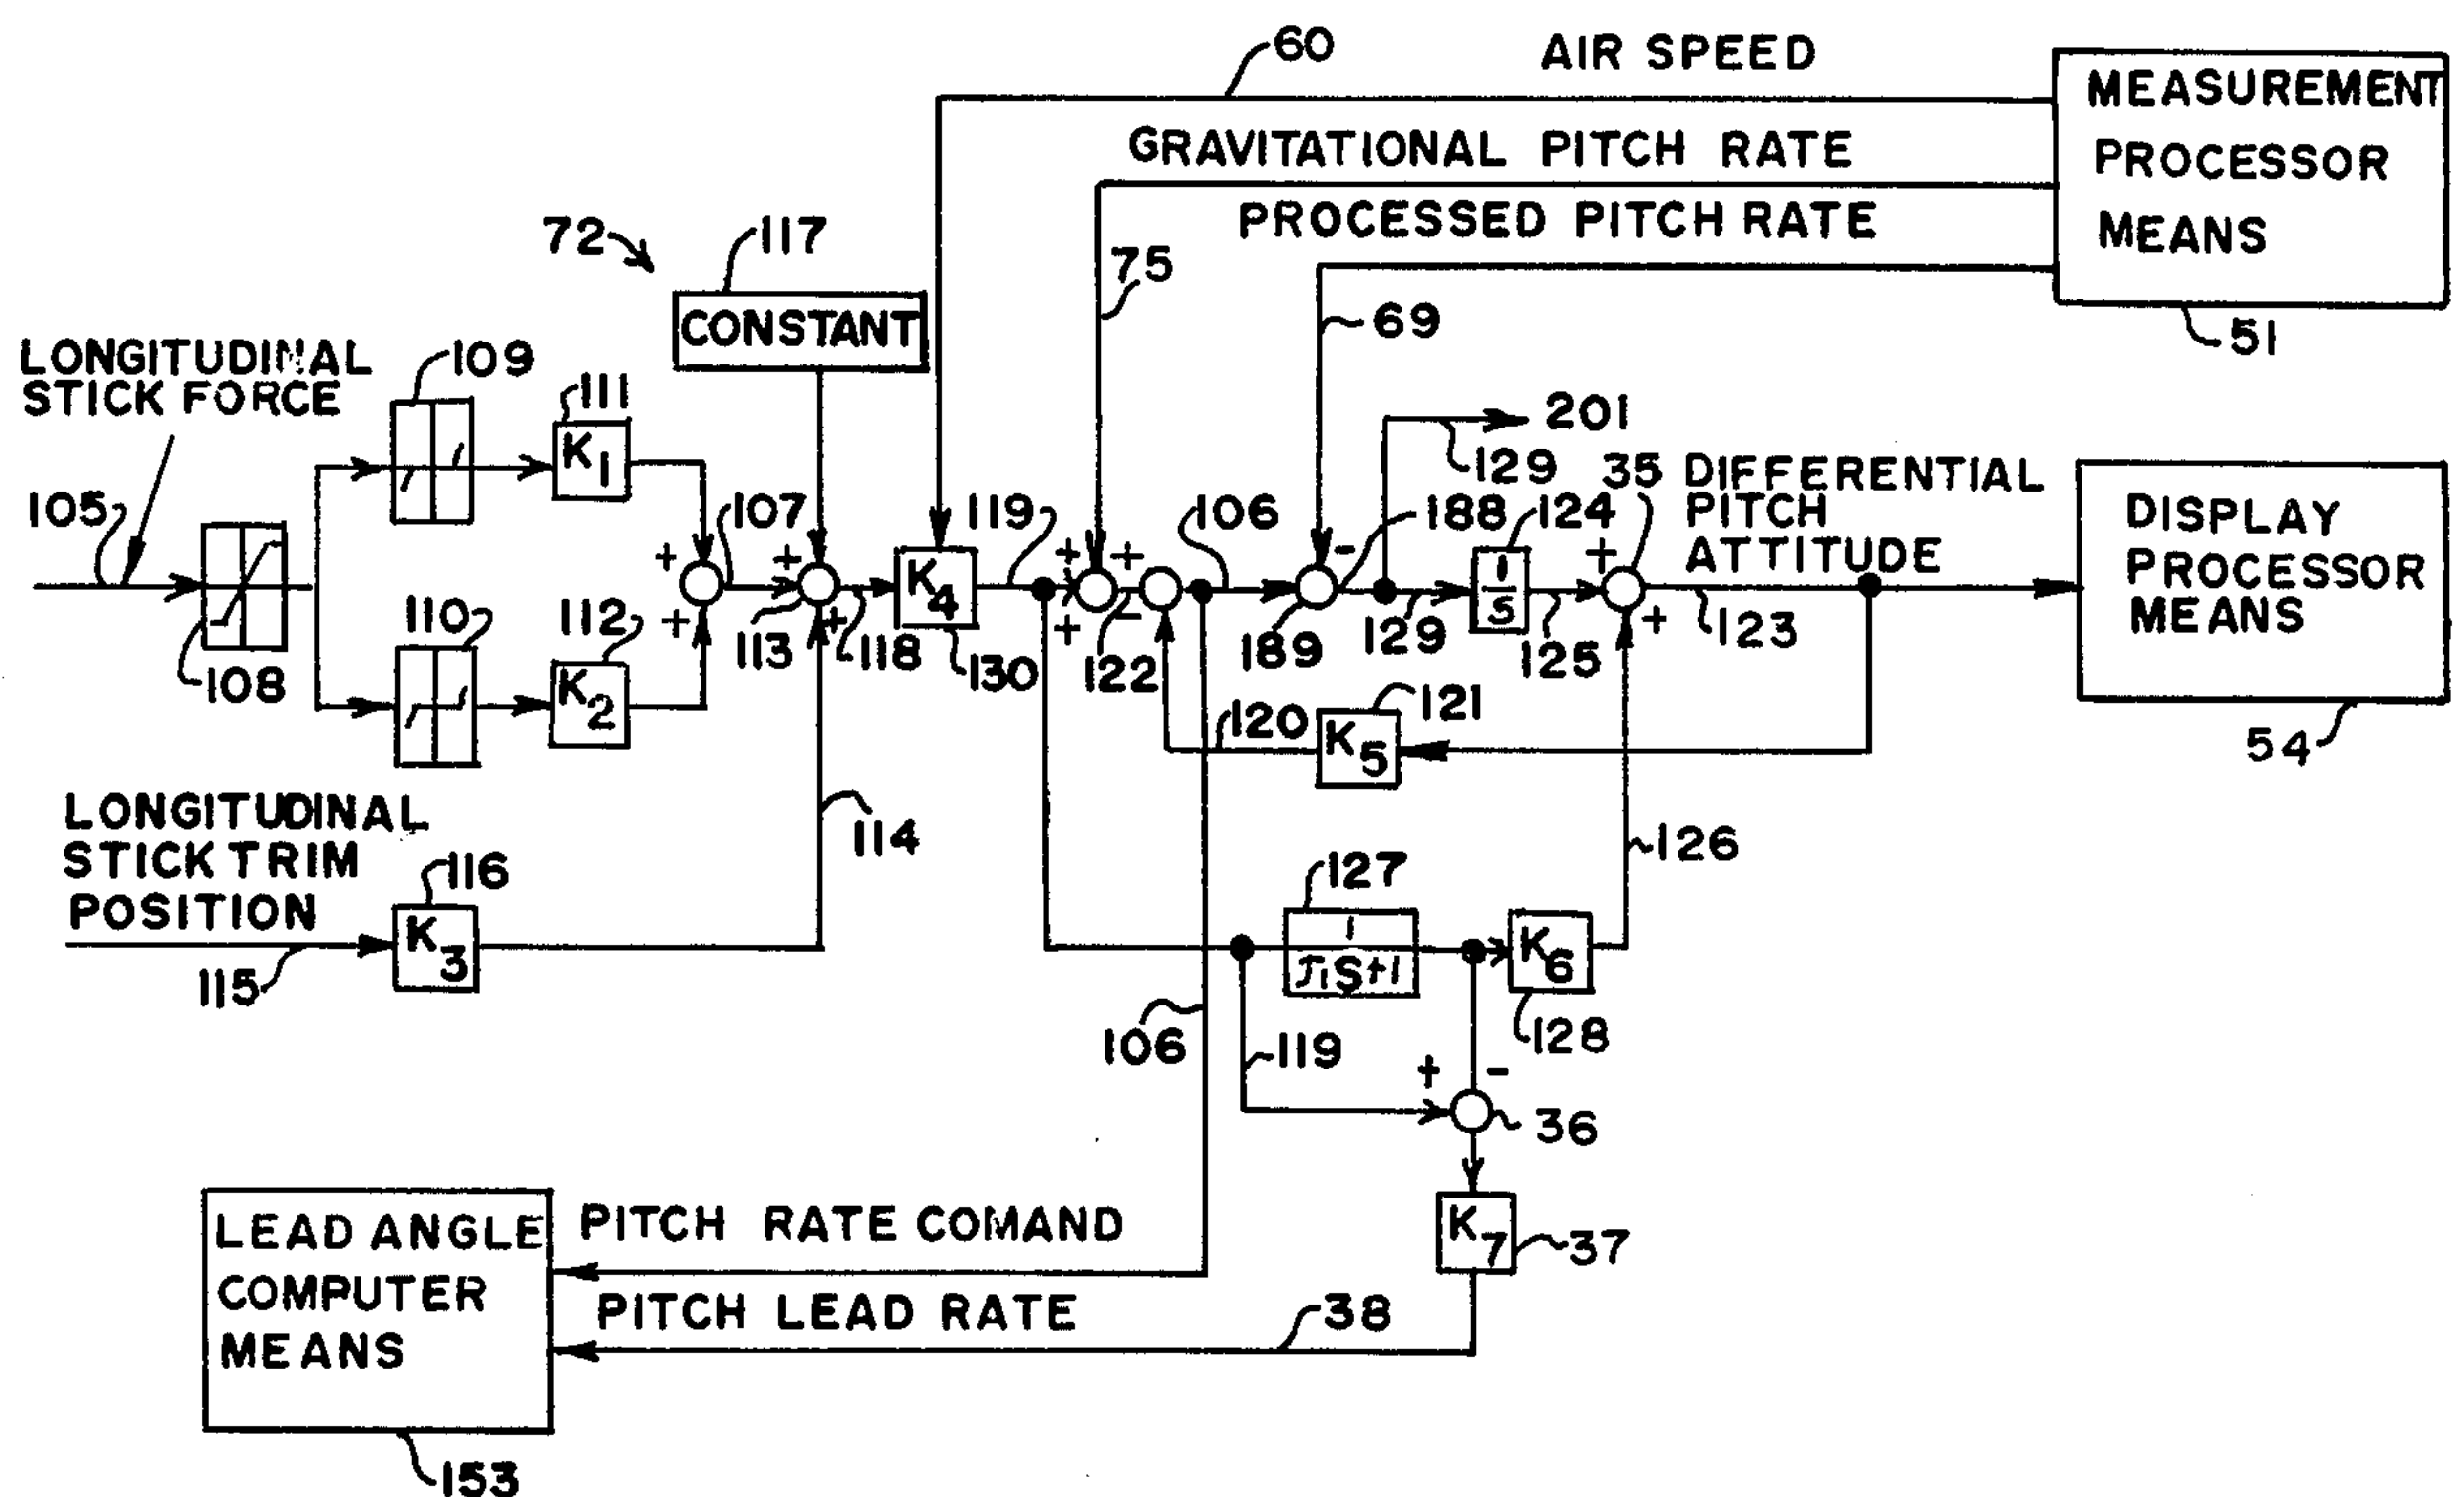 60
AIR SPEED
MEASUREMENT
PROCESSOR
MEANS
51
GRAVITATIONAL PITCH RATE
PROCESSED PITCH RATE
72
117
CONSTANT
75
69
LONGITUDINAL
STICK FORCE
109
111
K1
201
129
35
DIFFERENTIAL
PITCH
ATTITUDE
DISPLAY
PROCESSOR
MEANS
54
105
108
107
+
+
+
+
113
118
K4
130
119
+
+
+
-
122
106
-
188
189
129
124
1
S
125
+
+
123
110
112
K2
120
121
K5
LONGITUDINAL
STICK TRIM
POSITION
115
116
K3
114
126
127
1
τ1S+1
K6
128
106
119
+ -
36
K7
37
LEAD ANGLE
COMPUTER
MEANS
153
PITCH RATE COMAND
PITCH LEAD RATE
38